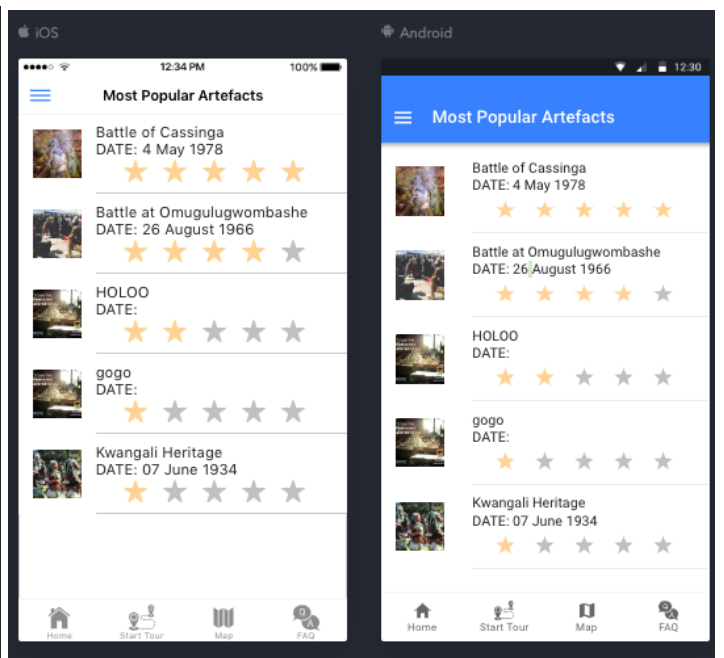 iOS
12:34 PM
100%
Most Popular Artefacts
Battle of Cassinga
DATE: 4 May 1978
Battle at Omugulugwombashe
DATE: 26 August 1966
HOLOO
DATE:
gogo
DATE:
Kwangali Heritage
DATE: 07 June 1934
Home
Start Tour
Map
Q
A
FAQ
Android
12:30
Most Popular Artefacts
Battle of Cassinga
DATE: 4 May 1978
Battle at Omugulugwombashe
DATE: 26 August 1966
HOLOO
DATE:
gogo
DATE:
Kwangali Heritage
DATE: 07 June 1934
Home
Start Tour
Map
FAQ